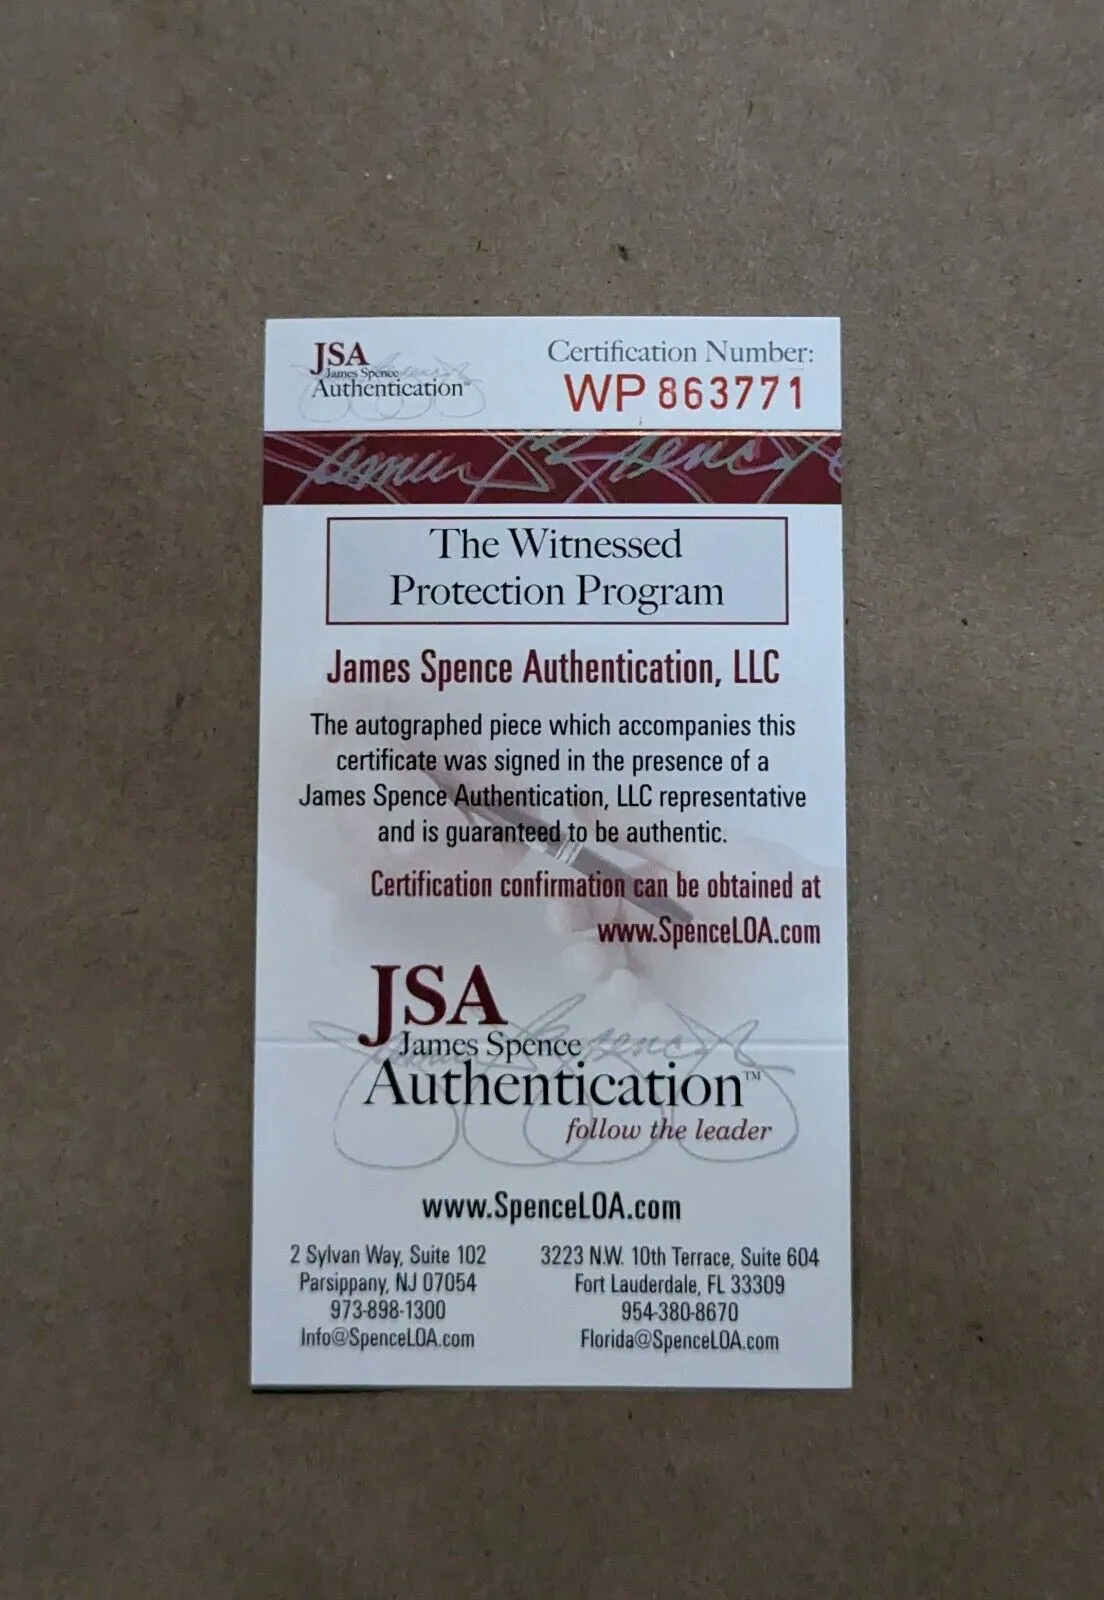 JSA
James Spence
Authentication™
Certification Number:
WP 863771
James Spence
The Witnessed
Protection Program
James Spence Authentication, LLC
The autographed piece which accompanies this
certificate was signed in the presence of a
James Spence Authentication, LLC representative
and is guaranteed to be authentic.
Certification confirmation can be obtained at
www.SpenceLOA.com
JSA
James Spence
Authentication™
follow the leader
www.SpenceLOA.com
2 Sylvan Way, Suite 102
Parsippany, NJ 07054
973-898-1300
Info@SpenceLOA.com
3223 N.W. 10th Terrace, Suite 604
Fort Lauderdale, FL 33309
954-380-8670
Florida@SpenceLOA.com